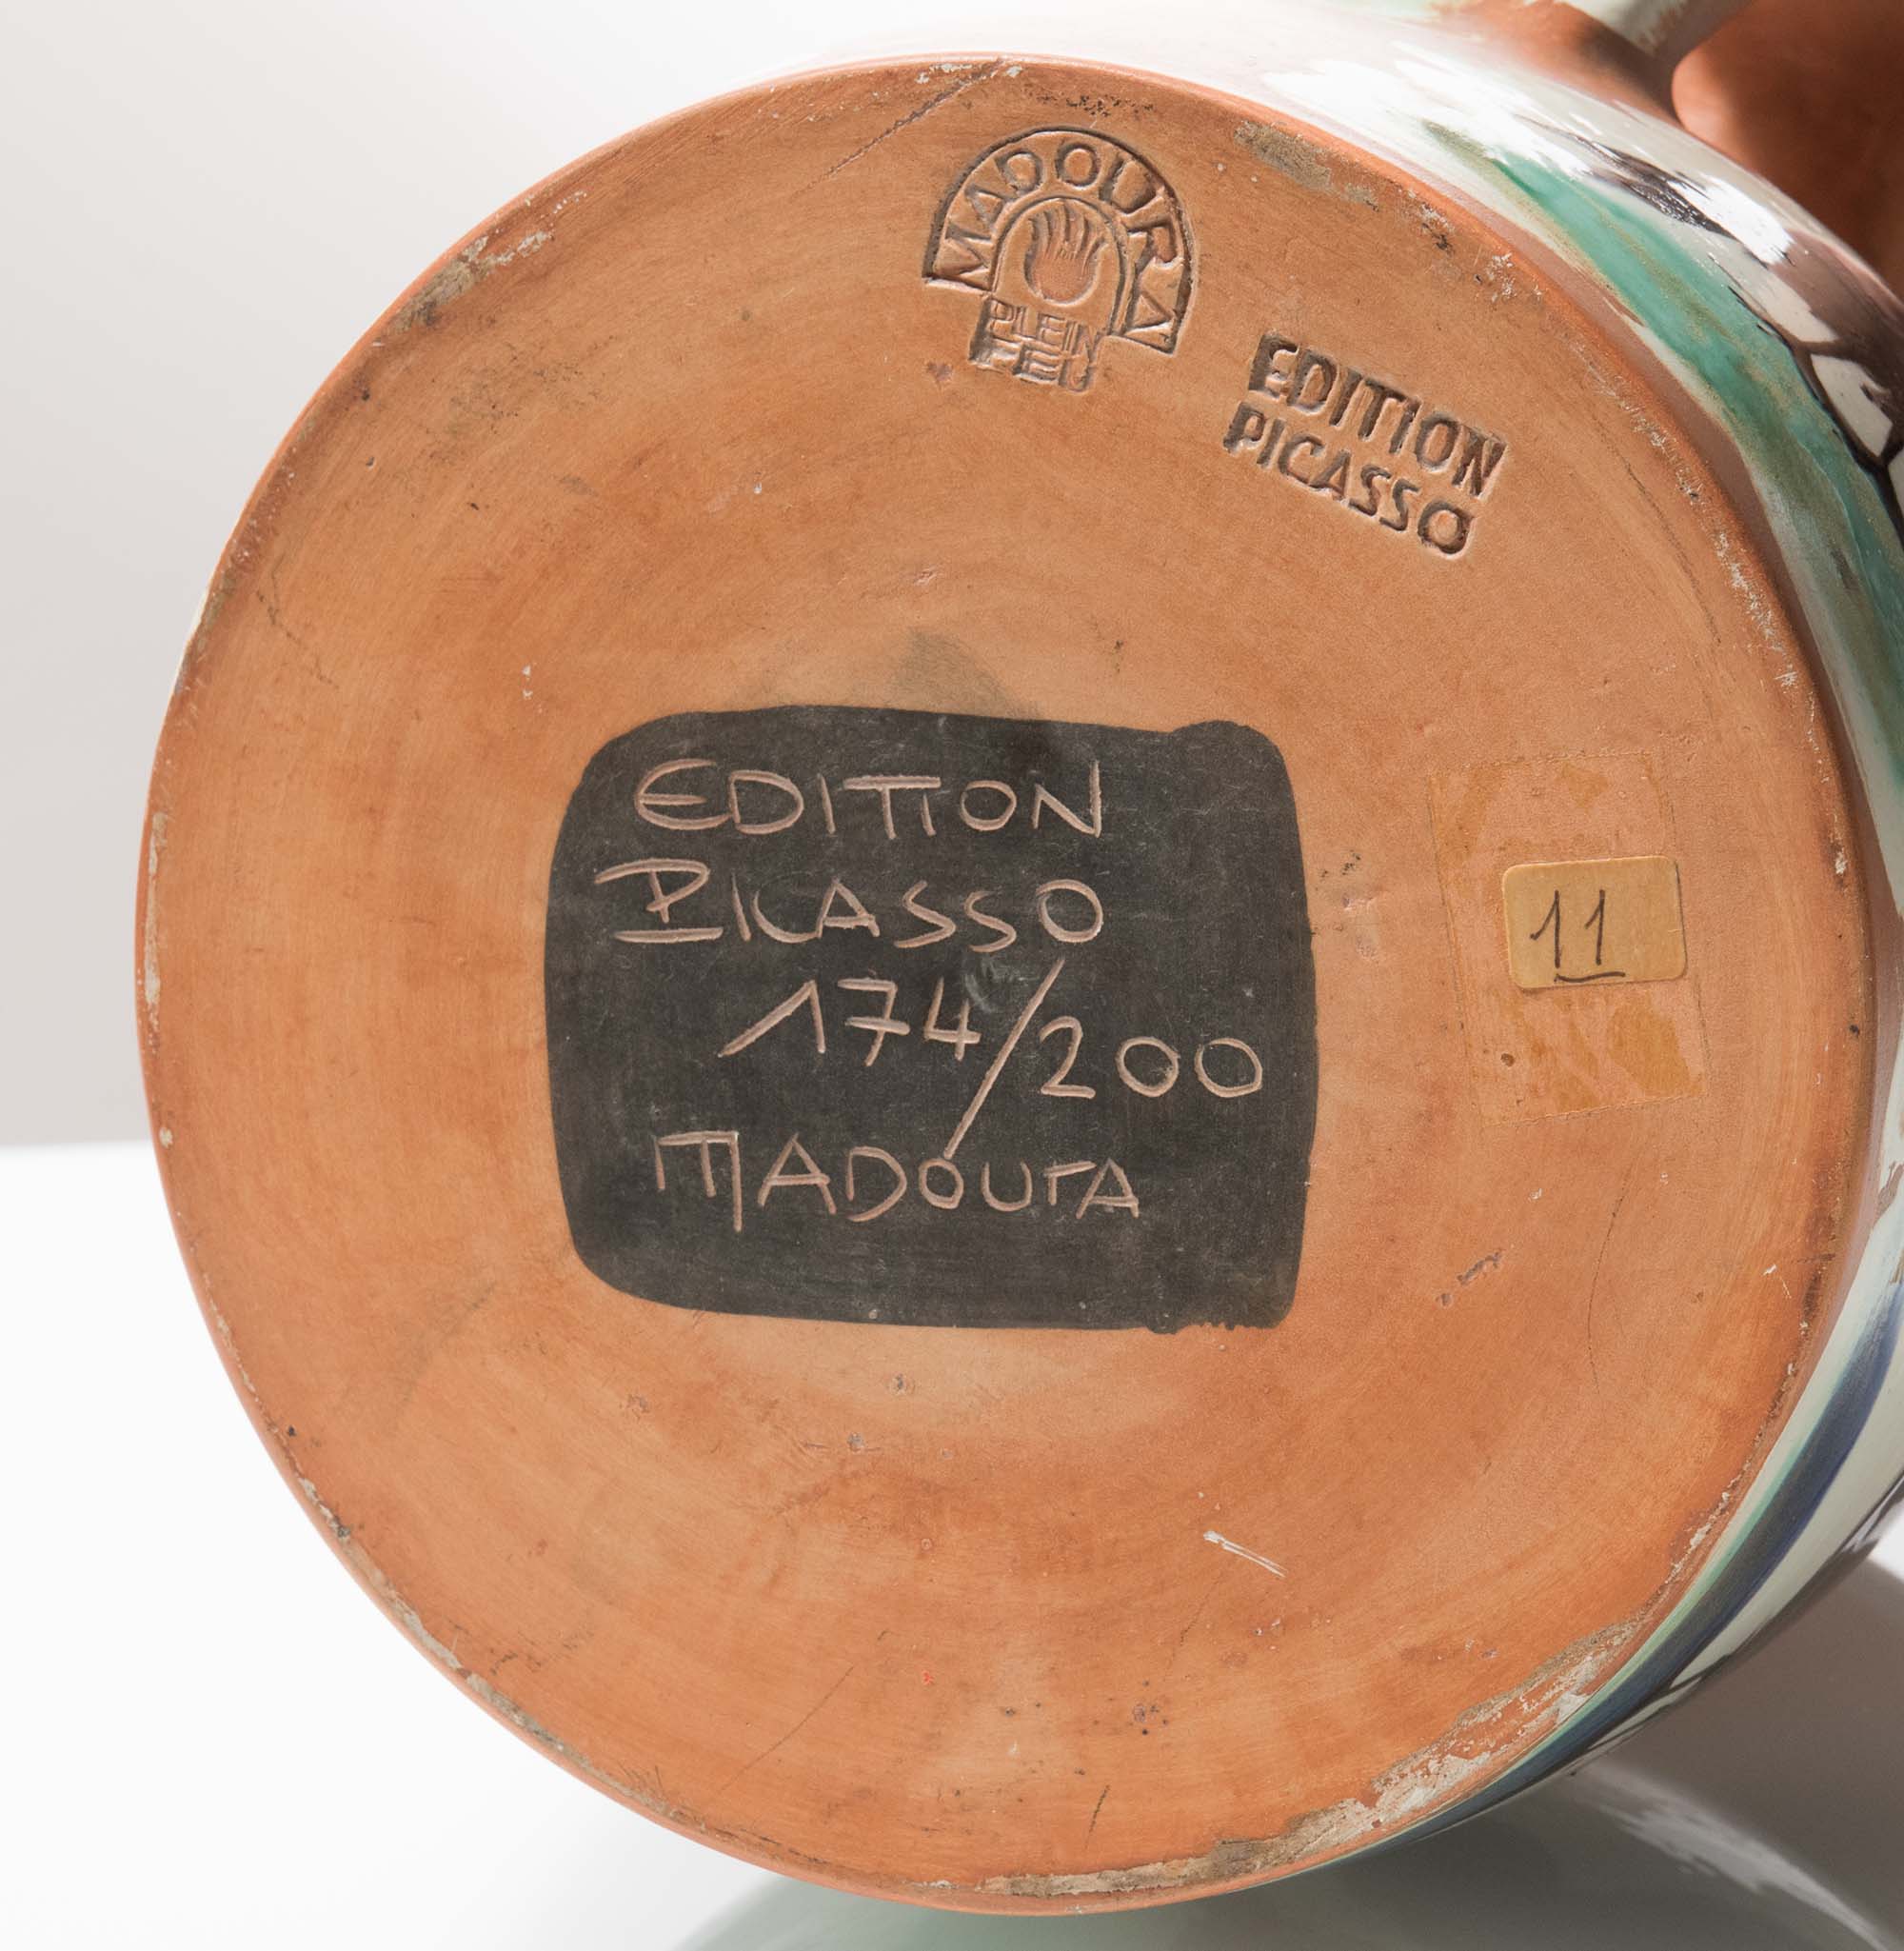 MADOURA
PLEIN
FEU
EDITION
PICASSO
EDITION
PICASSO
174/200
MADOUrA
11